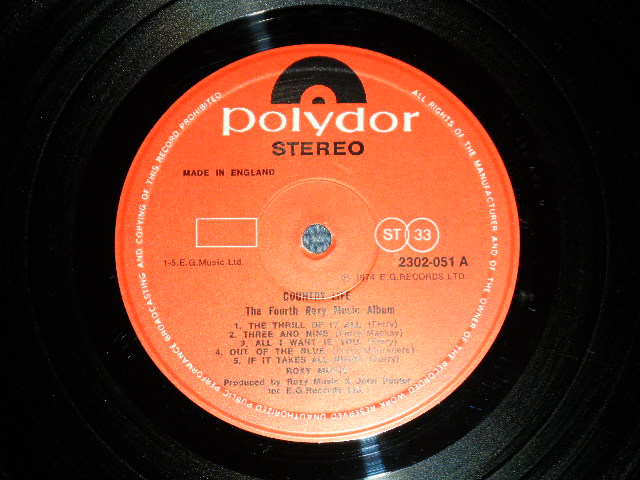 polydor
STEREO
MADE IN ENGLAND
ST 33
1-5.E.G.Music Ltd.
2302-051 A
℗ 1974 E.G.RECORDS LTD.
COUNTRY LIFE
The Fourth Roxy Music Album
1. THE THRILL OF IT ALL (Ferry)
2. THREE AND NINE (Ferry/Mackay)
3. ALL I WANT IS YOU (Ferry)
4. OUT OF THE BLUE (Ferry/Manzanera)
5. IF IT TAKES ALL NIGHT (Ferry)
ROXY MUSIC
Produced by Roxy Music & John Punter
for E.G.Records Ltd.
ALL RIGHTS OF THE MANUFACTURER AND OF THE OWNER OF THE RECORDED WORK RESERVED UNAUTHORIZED PUBLIC PERFORMANCE BROADCASTING AND COPYING OF THIS RECORD PROHIBITED